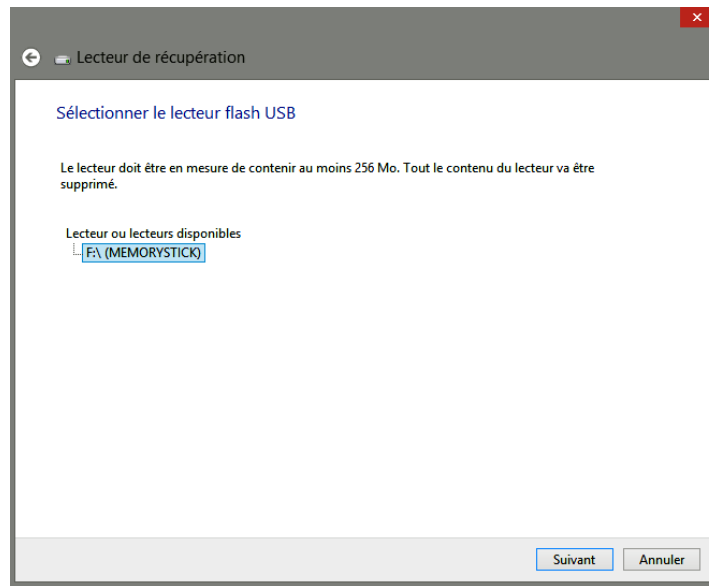 Lecteur de récupération
Sélectionner le lecteur flash USB
Le lecteur doit être en mesure de contenir au moins 256 Mo. Tout le contenu du lecteur va être
supprimé.
Lecteur ou lecteurs disponibles
F:\ (MEMORYSTICK)
Suivant Annuler